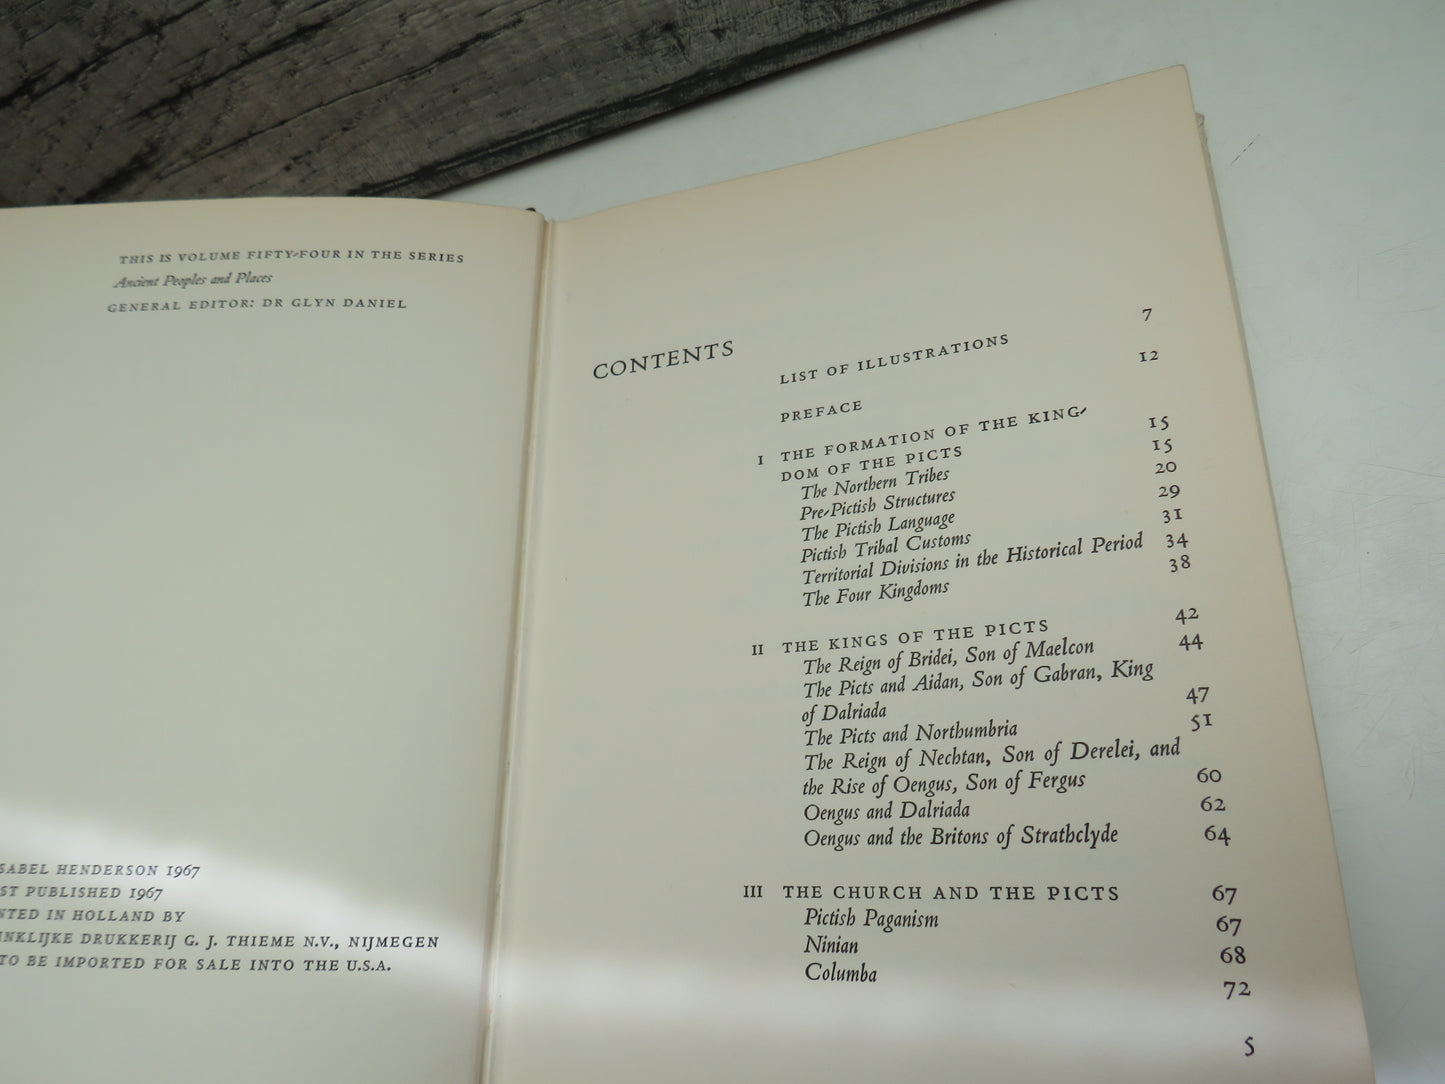 THIS IS VOLUME FIFTY-FOUR IN THE SERIES
Ancient Peoples and Places
GENERAL EDITOR: DR GLYN DANIEL
SABEL HENDERSON 1967
ST PUBLISHED 1967
NTED IN HOLLAND BY
INKLIJKE DRUKKERIJ G. J. THIEME N.V., NIJMEGEN
TO BE IMPORTED FOR SALE INTO THE U.S.A.
CONTENTS
LIST OF ILLUSTRATIONS 7
PREFACE 12
I THE FORMATION OF THE KING-
DOM OF THE PICTS 15
The Northern Tribes 15
Pre-Pictish Structures 20
The Pictish Language 29
Pictish Tribal Customs 31
Territorial Divisions in the Historical Period 34
The Four Kingdoms 38
II THE KINGS OF THE PICTS 42
The Reign of Bridei, Son of Maelcon 44
The Picts and Aidan, Son of Gabran, King
of Dalriada 47
The Picts and Northumbria 51
The Reign of Nechtan, Son of Derelei, and
the Rise of Oengus, Son of Fergus 60
Oengus and Dalriada 62
Oengus and the Britons of Strathclyde 64
III THE CHURCH AND THE PICTS 67
Pictish Paganism 67
Ninian 68
Columba 72
5